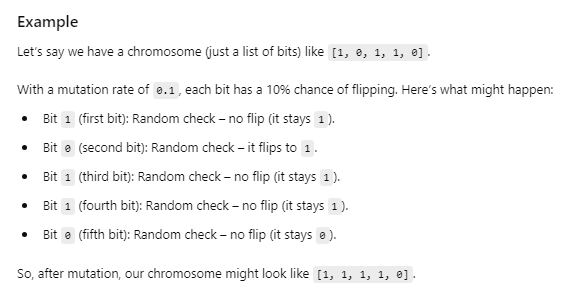 Example
Let's say we have a chromosome (just a list of bits) like [1, 0, 1, 1, 0].
With a mutation rate of 0.1, each bit has a 10% chance of flipping. Here's what might happen:
• Bit 1 (first bit): Random check – no flip (it stays 1).
• Bit 0 (second bit): Random check – it flips to 1.
• Bit 1 (third bit): Random check – no flip (it stays 1).
• Bit 1 (fourth bit): Random check – no flip (it stays 1).
• Bit 0 (fifth bit): Random check – no flip (it stays 0).
So, after mutation, our chromosome might look like [1, 1, 1, 1, 0].